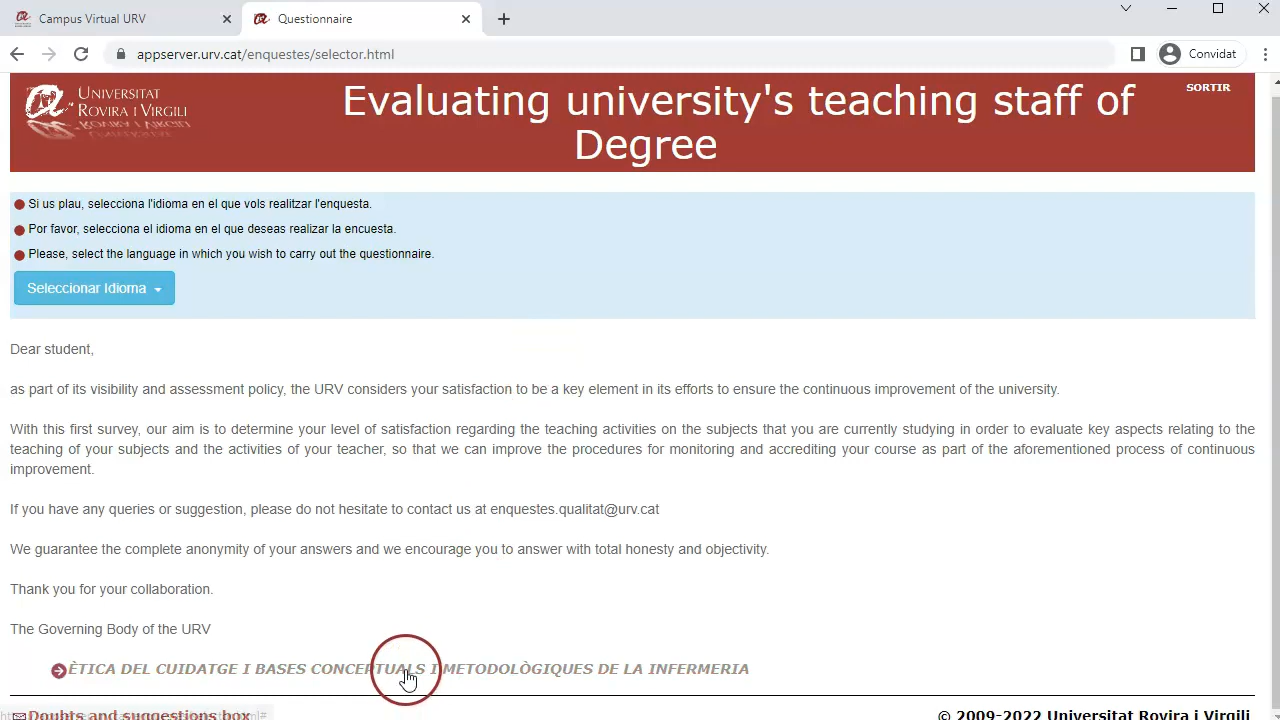 Campus Virtual URV
Questionnaire
appserver.urv.cat/enquestes/selector.html
Convidat
UNIVERSITAT
ROVIRA I VIRGILI
Evaluating university's teaching staff of
Degree
SORTIR
Si us plau, selecciona l'idioma en el que vols realitzar l'enquesta.
Por favor, selecciona el idioma en el que deseas realizar la encuesta.
Please, select the language in which you wish to carry out the questionnaire.
Seleccionar Idioma
Dear student,
as part of its visibility and assessment policy, the URV considers your satisfaction to be a key element in its efforts to ensure the continuous improvement of the university.
With this first survey, our aim is to determine your level of satisfaction regarding the teaching activities on the subjects that you are currently studying in order to evaluate key aspects relating to the
teaching of your subjects and the activities of your teacher, so that we can improve the procedures for monitoring and accrediting your course as part of the aforementioned process of continuous
improvement.
If you have any queries or suggestion, please do not hesitate to contact us at enquestes.qualitat@urv.cat
We guarantee the complete anonymity of your answers and we encourage you to answer with total honesty and objectivity.
Thank you for your collaboration.
The Governing Body of the URV
ÈTICA DEL CUIDATGE I BASES CONCEPTUALS I METODOLÒGIQUES DE LA INFERMERIA
Doubts and suggestions box
© 2009-2022 Universitat Rovira i Virgili